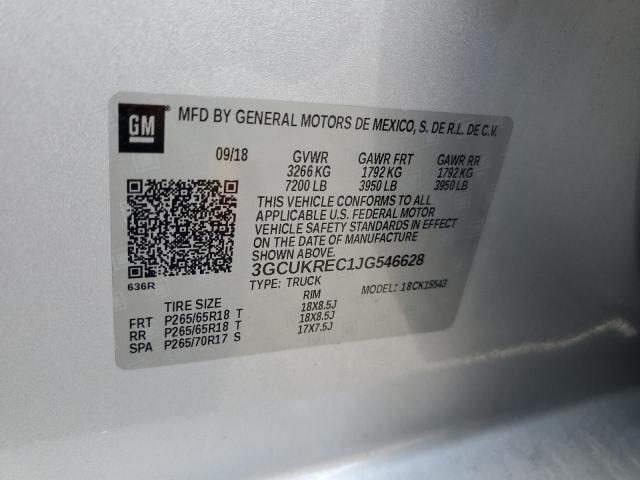 GM ® MFD BY GENERAL MOTORS DE MEXICO, S. DE R.L. DE C.V.
09/18 GVWR GAWR FRT GAWR RR
3266 KG 1792 KG 1792 KG
7200 LB 3950 LB 3950 LB
THIS VEHICLE CONFORMS TO ALL
APPLICABLE U.S. FEDERAL MOTOR
VEHICLE SAFETY STANDARDS IN EFFECT
ON THE DATE OF MANUFACTURE
SHOWN ABOVE.
3GCUKREC1JG546628
636R TYPE: TRUCK MODEL: 18CK15543
TIRE SIZE RIM
FRT P265/65R18 T 18X8.5J
RR P265/65R18 T 18X8.5J
SPA P265/70R17 S 17X7.5J